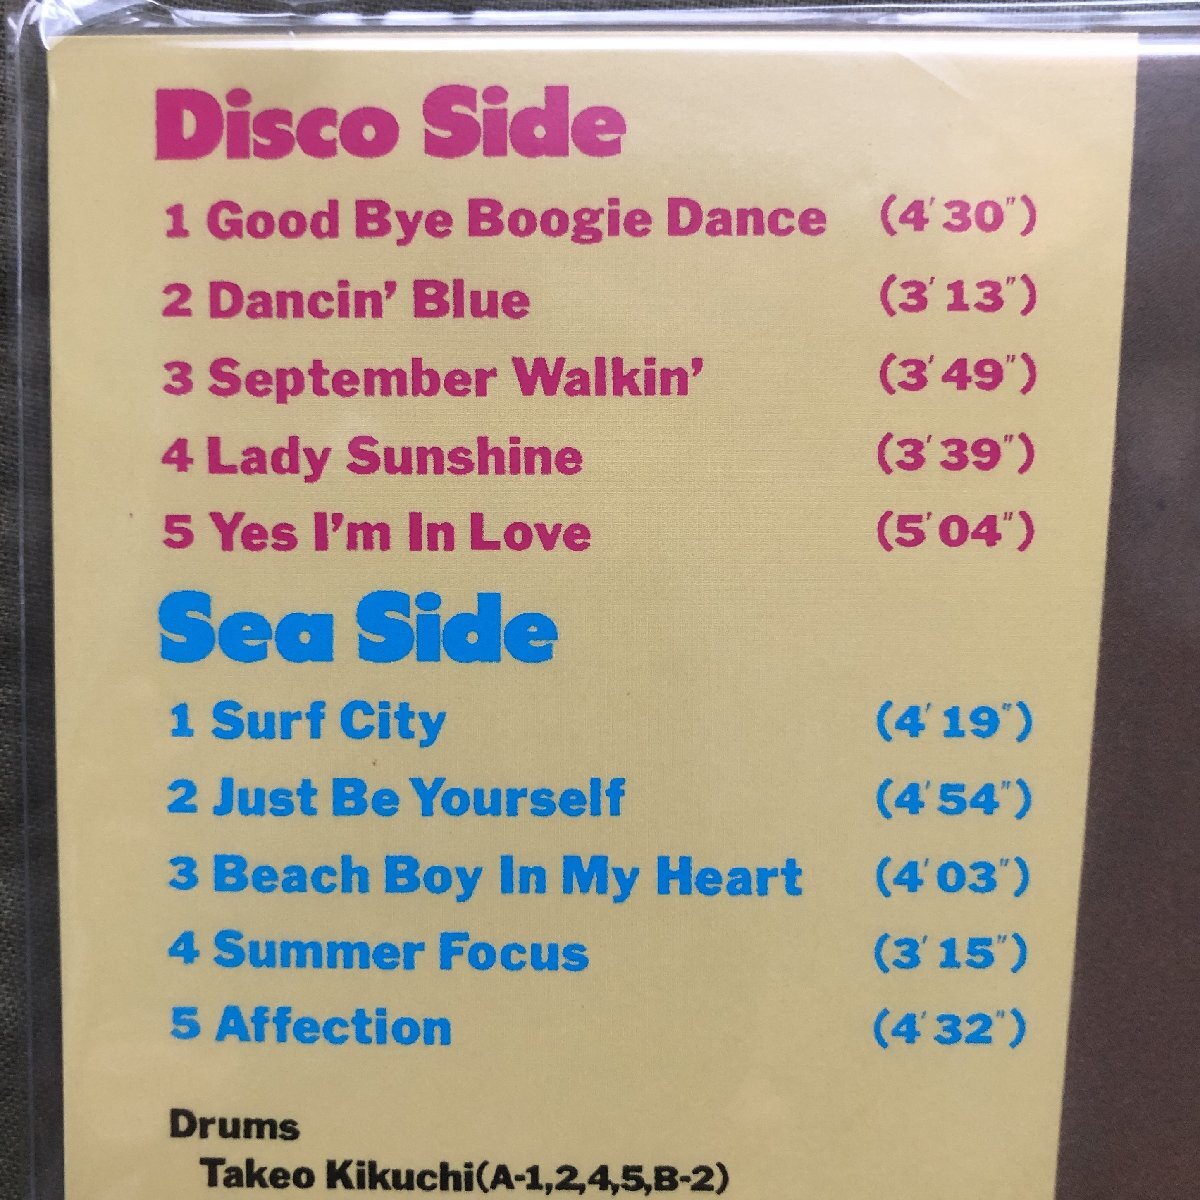 Disco Side
1 Good Bye Boogie Dance (4′30″)
2 Dancin’ Blue (3′13″)
3 September Walkin’ (3′49″)
4 Lady Sunshine (3′39″)
5 Yes I’m In Love (5′04″)
Sea Side
1 Surf City (4′19″)
2 Just Be Yourself (4′54″)
3 Beach Boy In My Heart (4′03″)
4 Summer Focus (3′15″)
5 Affection (4′32″)
Drums
Takeo Kikuchi(A-1,2,4,5,B-2)